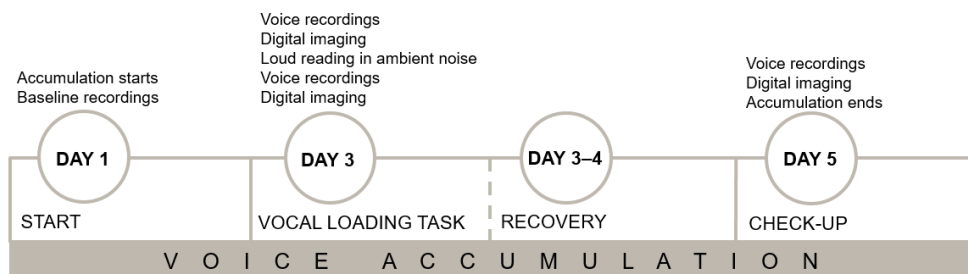 Accumulation starts
Baseline recordings
DAY 1
START
Voice recordings
Digital imaging
Loud reading in ambient noise
Voice recordings
Digital imaging
DAY 3
VOCAL LOADING TASK
DAY 3–4
RECOVERY
Voice recordings
Digital imaging
Accumulation ends
DAY 5
CHECK-UP
VOICE ACCUMULATION